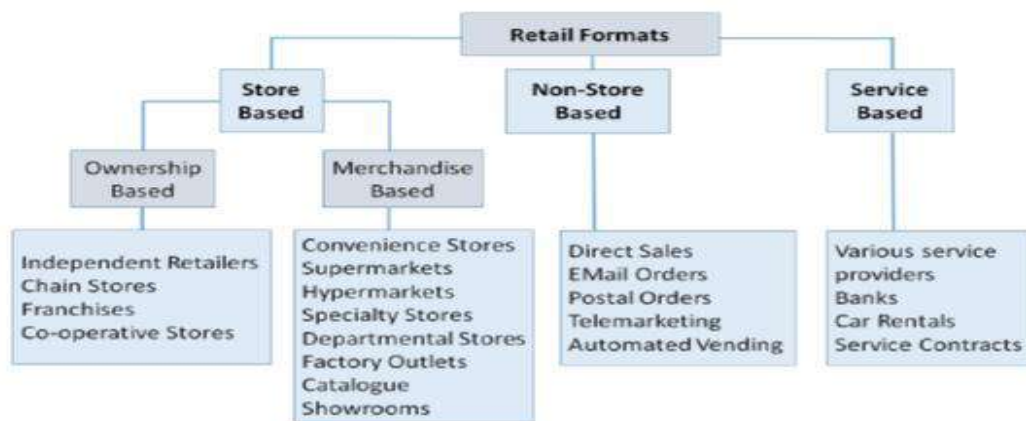 Retail Formats
Store
Based
Non-Store
Based
Service
Based
Ownership
Based
Merchandise
Based
Independent Retailers
Chain Stores
Franchises
Co-operative Stores
Convenience Stores
Supermarkets
Hypermarkets
Specialty Stores
Departmental Stores
Factory Outlets
Catalogue
Showrooms
Direct Sales
EMail Orders
Postal Orders
Telemarketing
Automated Vending
Various service
providers
Banks
Car Rentals
Service Contracts